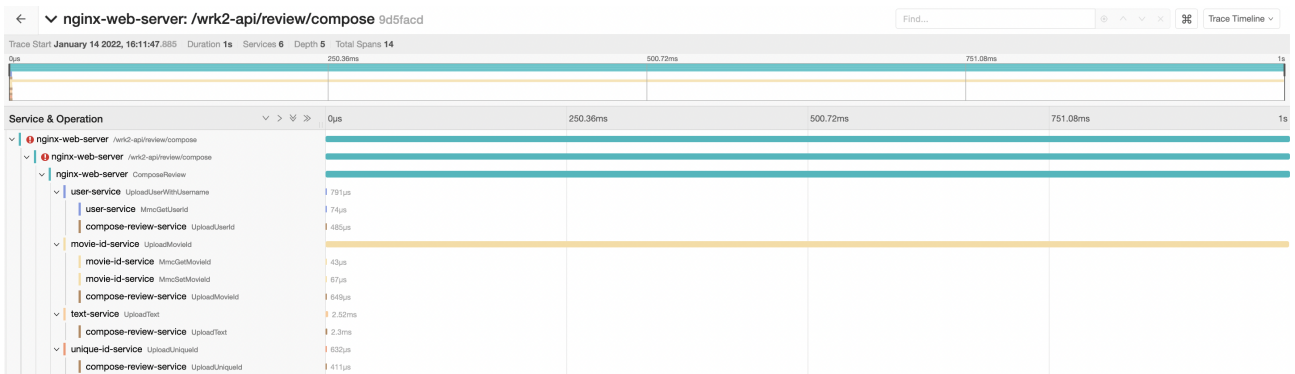 nginx-web-server: /wrk2-api/review/compose 9d5facd Find... ⌘ Trace Timeline
Trace Start January 14 2022, 16:11:47.885 Duration 1s Services 6 Depth 5 Total Spans 14
0μs 250.36ms 500.72ms 751.08ms 1s
Service & Operation 0μs 250.36ms 500.72ms 751.08ms 1s
nginx-web-server /wrk2-api/review/compose
nginx-web-server /wrk2-api/review/compose
nginx-web-server ComposeReview
user-service UploadUserWithUsername 791μs
user-service MmcGetUserId 74μs
compose-review-service UploadUserId 485μs
movie-id-service UploadMovieId
movie-id-service MmcGetMovieId 43μs
movie-id-service MmcSetMovieId 67μs
compose-review-service UploadMovieId 649μs
text-service UploadText 2.52ms
compose-review-service UploadText 2.3ms
unique-id-service UploadUniqueId 632μs
compose-review-service UploadUniqueId 411μs